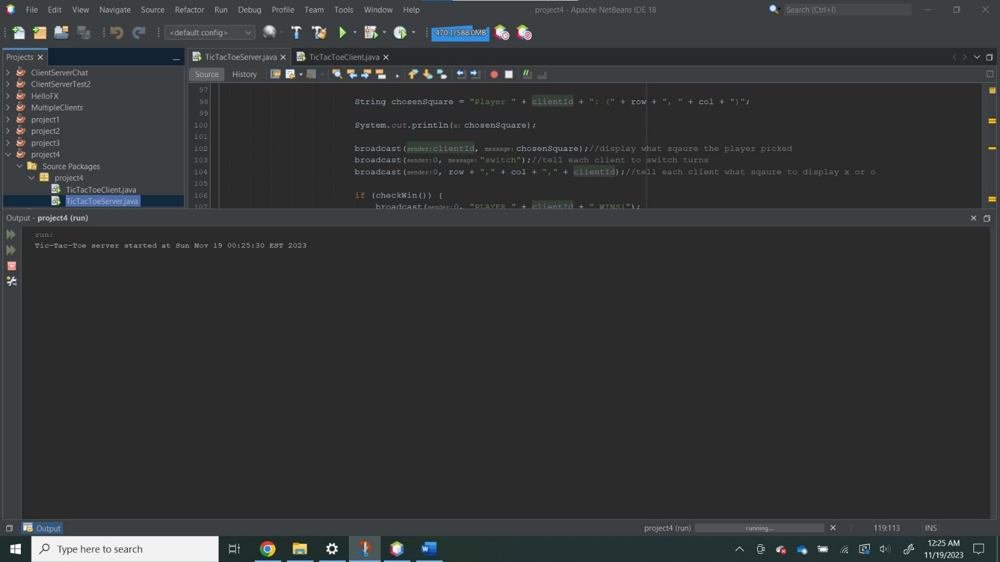 File Edit View Navigate Source Refactor Run Debug Profile Team Tools Window Help project4 - Apache NetBeans IDE 18 Search (Ctrl+I)
<default config> 470.1/588.0MB
Projects TicTacToeServer.java TicTacToeClient.java
Source History
ClientServerChat
ClientServerTest2
HelloFX
MultipleClients
project1
project2
project3
project4
Source Packages
project4
TicTacToeClient.java
TicTacToeServer.java
97
98 String chosenSquare = "Player " + clientId + ": (" + row + ", " + col + ")";
99
100 System.out.println(x: chosenSquare);
101
102 broadcast(sender:clientId, message:chosenSquare);//display what sqaure the player picked
103 broadcast(sender:0, message:"switch");//tell each client to switch turns
104 broadcast(sender:0, row + "," + col + "," + clientId);//tell each client what sqaure to display x or o
105
106 if (checkWin()) {
107 broadcast(sender:0, "PLAYER " + clientId + " WINS!");
Output - project4 (run)
run:
Tic-Tac-Toe server started at Sun Nov 19 00:25:30 EST 2023
Output project4 (run) running... 119:113 INS
Type here to search
12:25 AM
11/19/2023